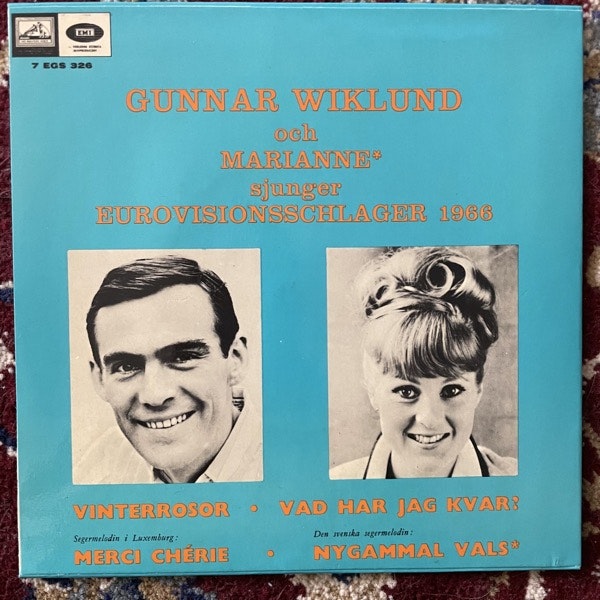 EMI
7 EGS 326
GUNNAR WIKLUND
och
MARIANNE*
sjunger
EUROVISIONSSCHLAGER 1966
VINTERROSOR • VAD HAR JAG KVAR?
Segermelodin i Luxemburg: Den svenska segermelodin:
MERCI CHÉRIE • NYGAMMAL VALS*